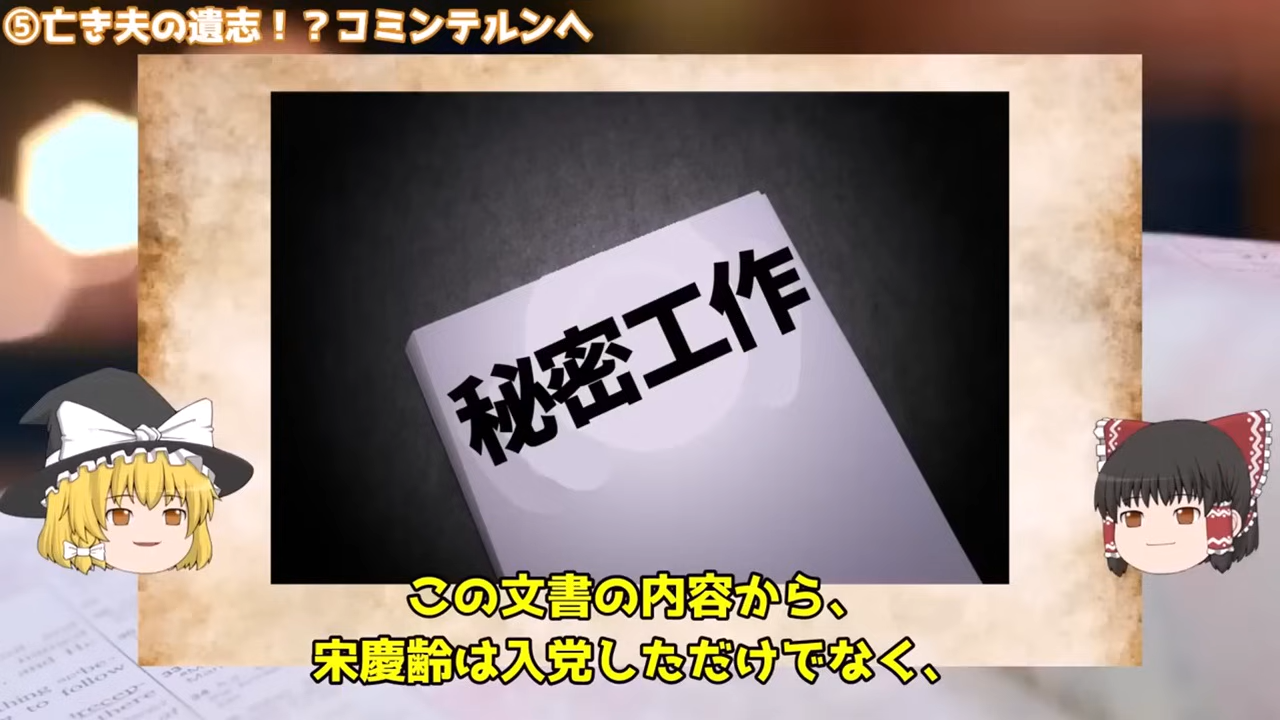 ⑤亡き夫の遺志！？コミンテルンへ
秘密工作
この文書の内容から、
宋慶齢は入党しただけでなく、
to follow